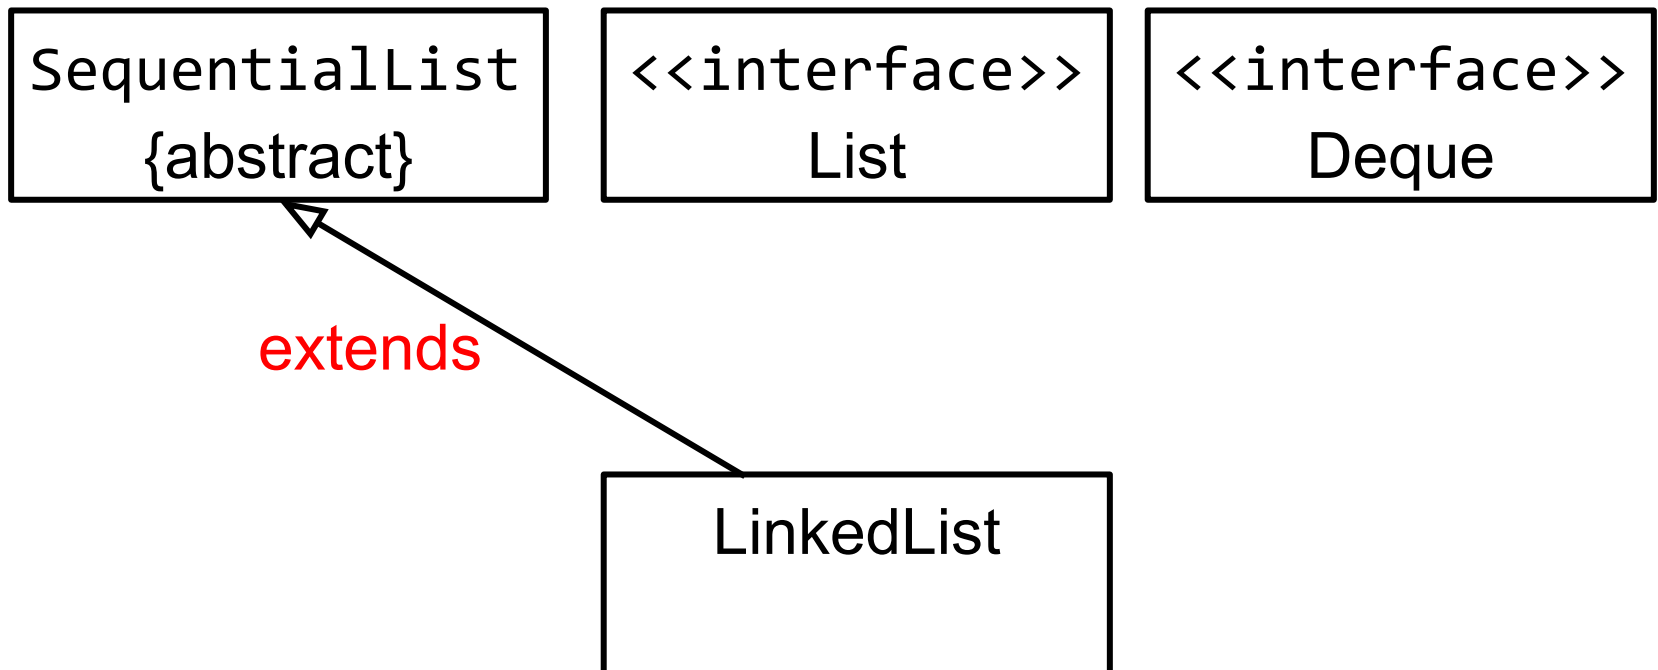 SequentialList
{abstract}
<<interface>>
List
<<interface>>
Deque
extends
LinkedList